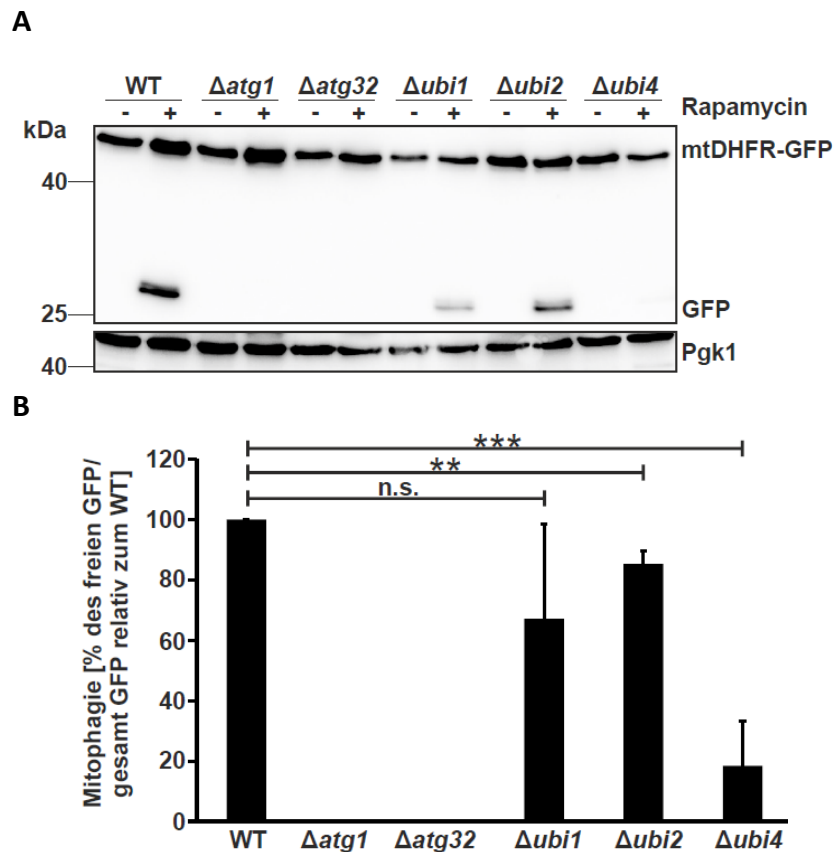 A
WT Δatg1 Δatg32 Δubi1 Δubi2 Δubi4
- + - + - + - + - + - + Rapamycin
kDa
mtDHFR-GFP
40
25
GFP
Pgk1
40
B
***
**
n.s.
Mitophagie [% des freien GFP/
gesamt GFP relativ zum WT]
120
100
80
60
40
20
0
WT Δatg1 Δatg32 Δubi1 Δubi2 Δubi4